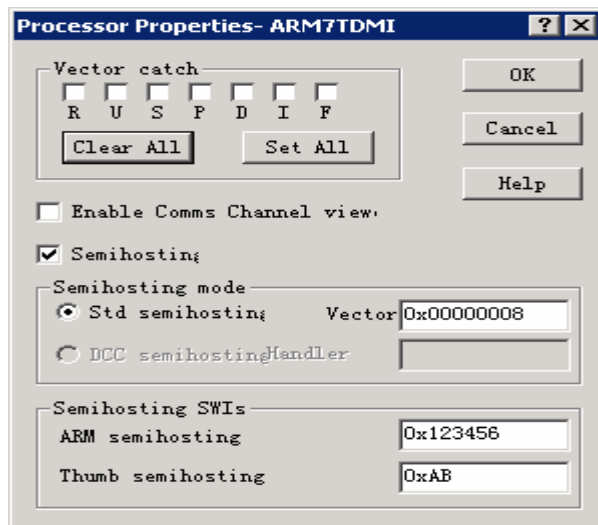 Processor Properties- ARM7TDMI
Vector catch
R U S P D I F
Clear All Set All
OK
Cancel
Help
Enable Comms Channel view
Semihosting
Semihosting mode
Std semihosting Vector 0x00000008
DCC semihosting Handler
Semihosting SWIs
ARM semihosting 0x123456
Thumb semihosting 0xAB